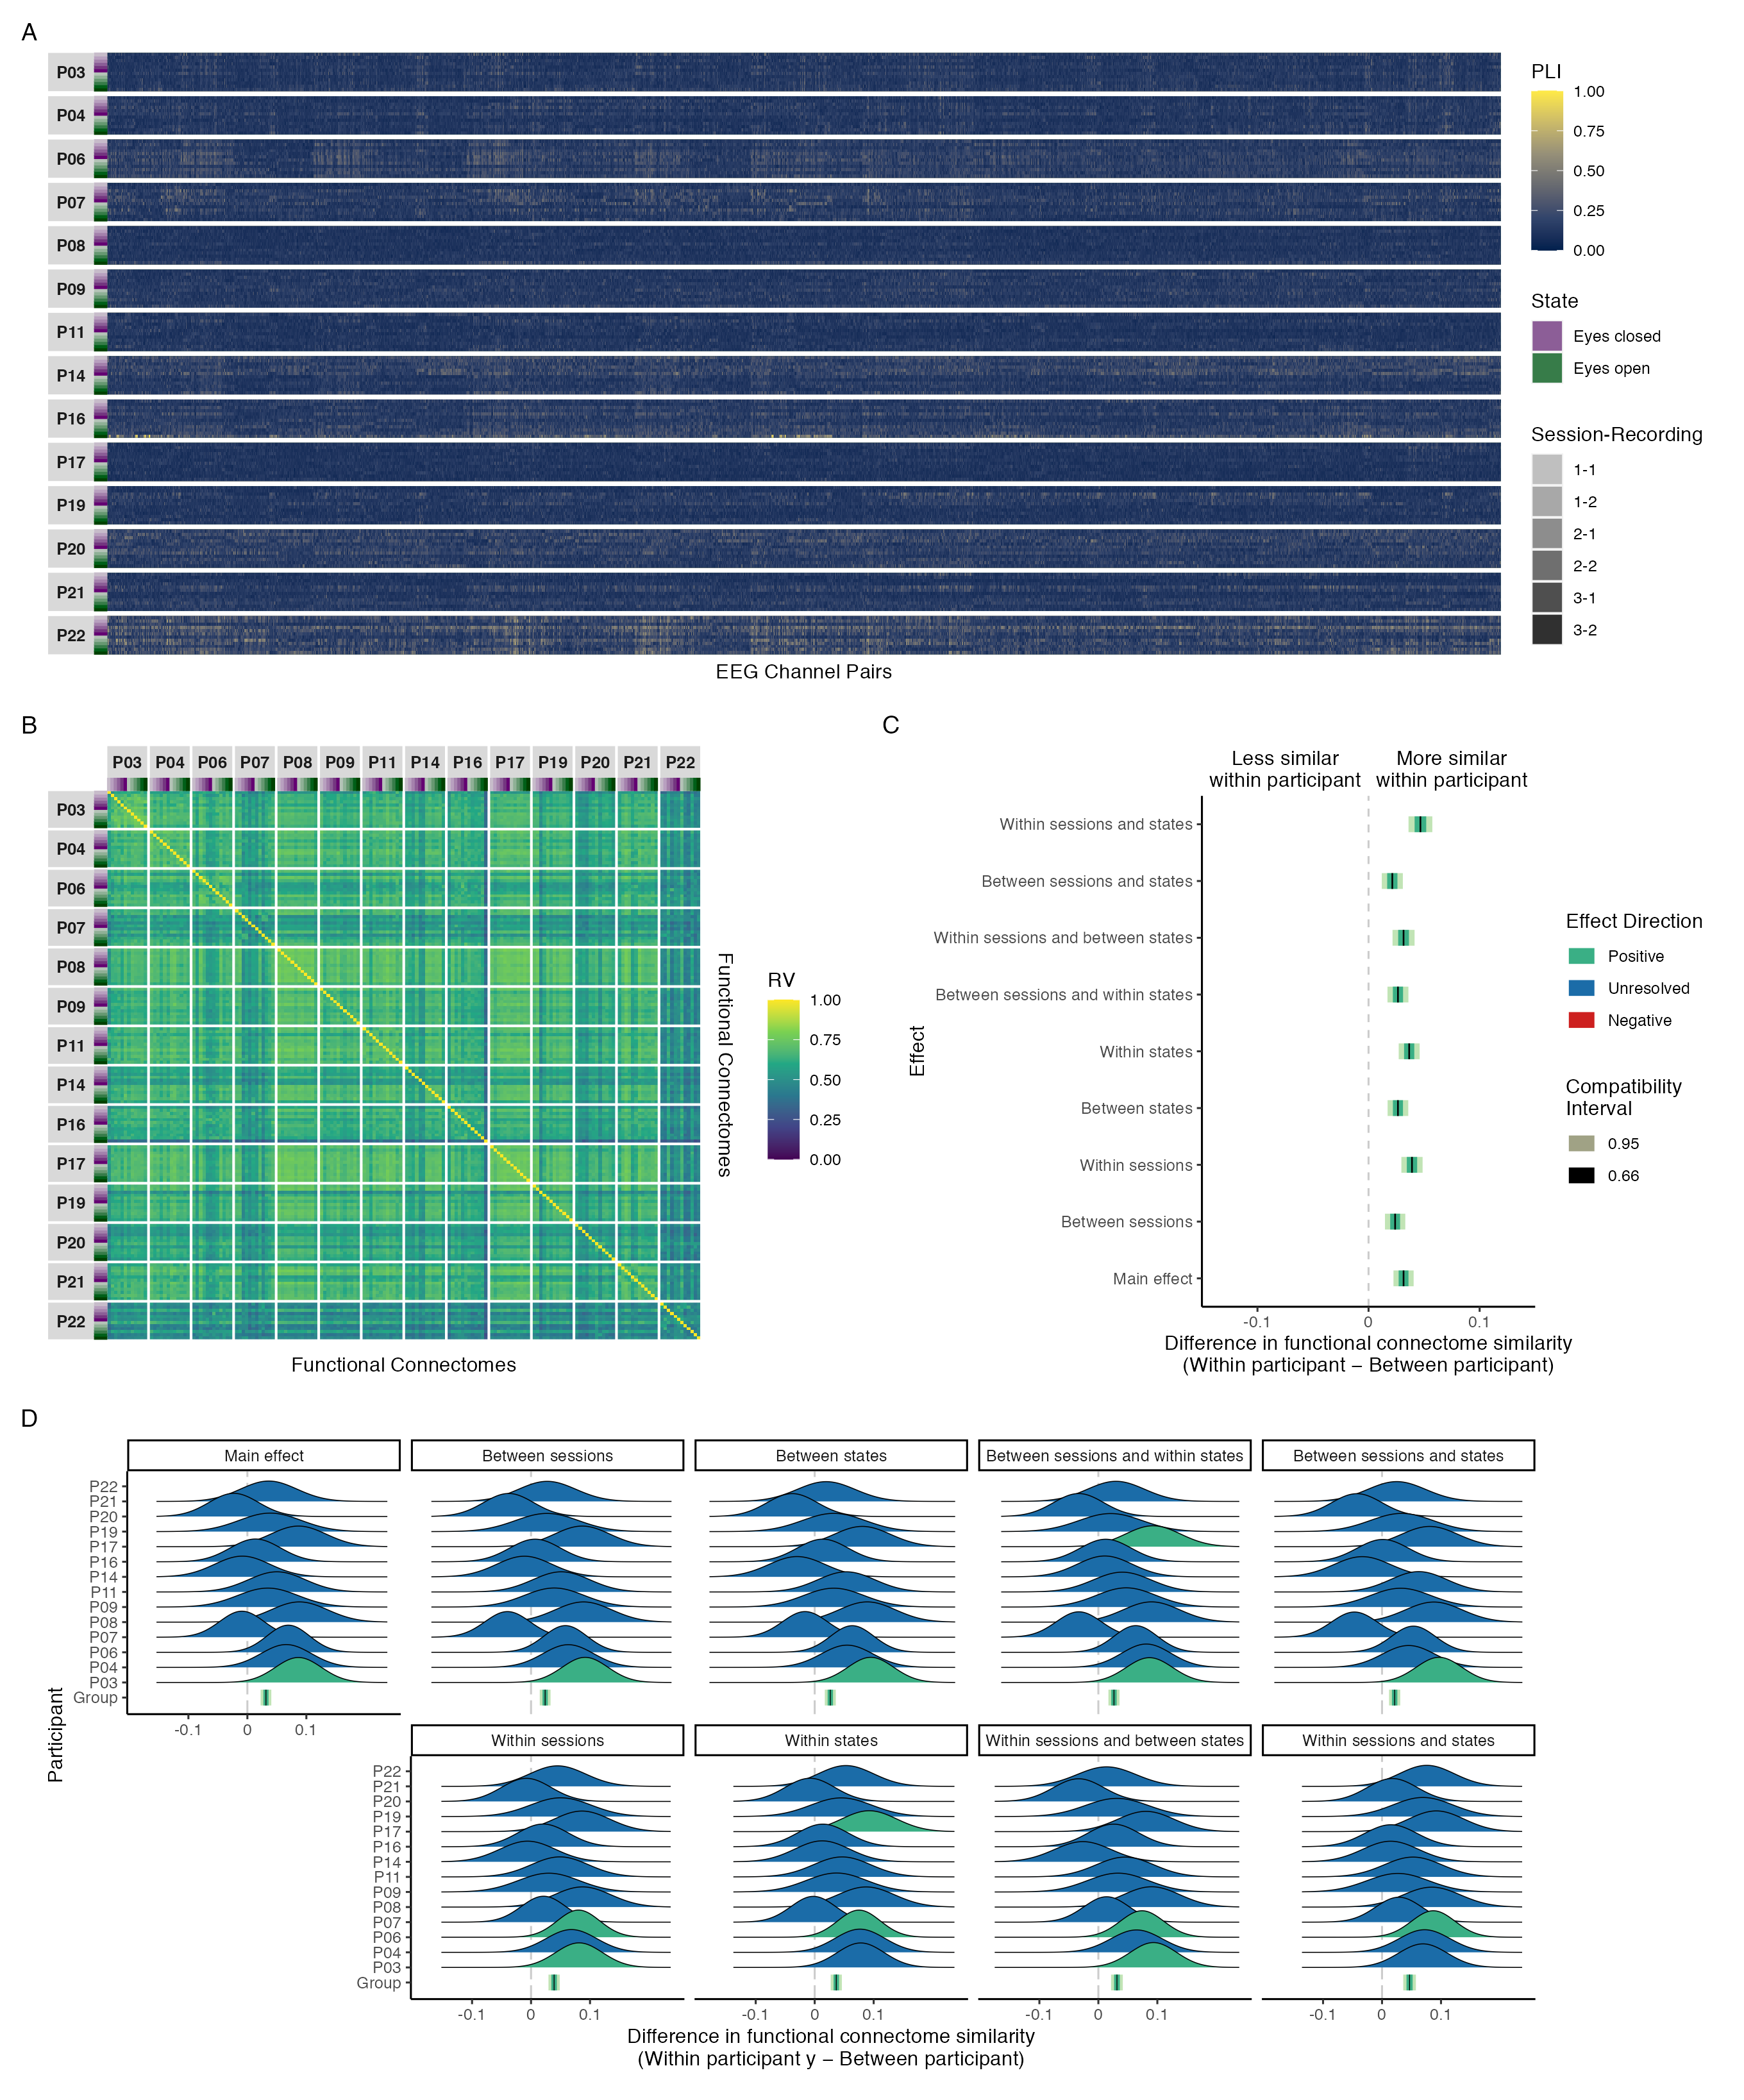 A
P03
P04
P06
P07
P08
P09
P11
P14
P16
P17
P19
P20
P21
P22
EEG Channel Pairs
PLI
1.00
0.75
0.50
0.25
0.00
State
Eyes closed
Eyes open
Session-Recording
1-1
1-2
2-1
2-2
3-1
3-2
B
P03 P04 P06 P07 P08 P09 P11 P14 P16 P17 P19 P20 P21 P22
P03
P04
P06
P07
P08
P09
P11
P14
P16
P17
P19
P20
P21
P22
Functional Connectomes
Functional Connectomes
RV
1.00
0.75
0.50
0.25
0.00
C
Less similar
within participant
More similar
within participant
Effect
Within sessions and states
Between sessions and states
Within sessions and between states
Between sessions and within states
Within states
Between states
Within sessions
Between sessions
Main effect
-0.1 0 0.1
Difference in functional connectome similarity
(Within participant – Between participant)
Effect Direction
Positive
Unresolved
Negative
Compatibility
Interval
0.95
0.66
D
Participant
Main effect
Between sessions
Between states
Between sessions and within states
Between sessions and states
P22
P21
P20
P19
P17
P16
P14
P11
P09
P08
P07
P06
P04
P03
Group
-0.1 0 0.1
Within sessions
Within states
Within sessions and between states
Within sessions and states
P22
P21
P20
P19
P17
P16
P14
P11
P09
P08
P07
P06
P04
P03
Group
-0.1 0 0.1
-0.1 0 0.1
-0.1 0 0.1
-0.1 0 0.1
Difference in functional connectome similarity
(Within participant y – Between participant)